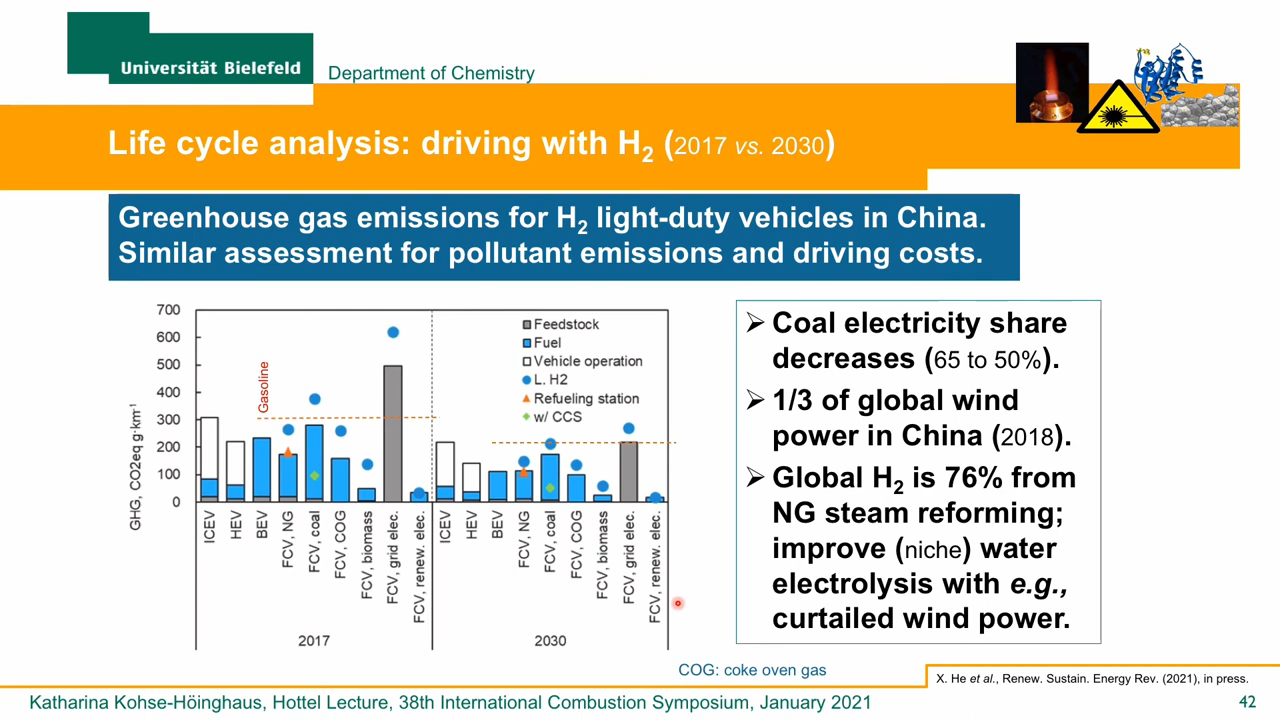 Universität Bielefeld
Department of Chemistry
Life cycle analysis: driving with H2 (2017 vs. 2030)
Greenhouse gas emissions for H2 light-duty vehicles in China.
Similar assessment for pollutant emissions and driving costs.
GHG, CO2eq g·km-1
700
600
500
400
300
200
100
0
Gasoline
Feedstock
Fuel
Vehicle operation
L. H2
Refueling station
w/ CCS
ICEV
HEV
BEV
FCV, NG
FCV, coal
FCV, COG
FCV, biomass
FCV, grid elec.
FCV, renew. elec.
ICEV
HEV
BEV
FCV, NG
FCV, coal
FCV, COG
FCV, biomass
FCV, grid elec.
FCV, renew. elec.
2017
2030
➢ Coal electricity share
decreases (65 to 50%).
➢ 1/3 of global wind
power in China (2018).
➢ Global H2 is 76% from
NG steam reforming;
improve (niche) water
electrolysis with e.g.,
curtailed wind power.
COG: coke oven gas
X. He et al., Renew. Sustain. Energy Rev. (2021), in press.
Katharina Kohse-Höinghaus, Hottel Lecture, 38th International Combustion Symposium, January 2021
42